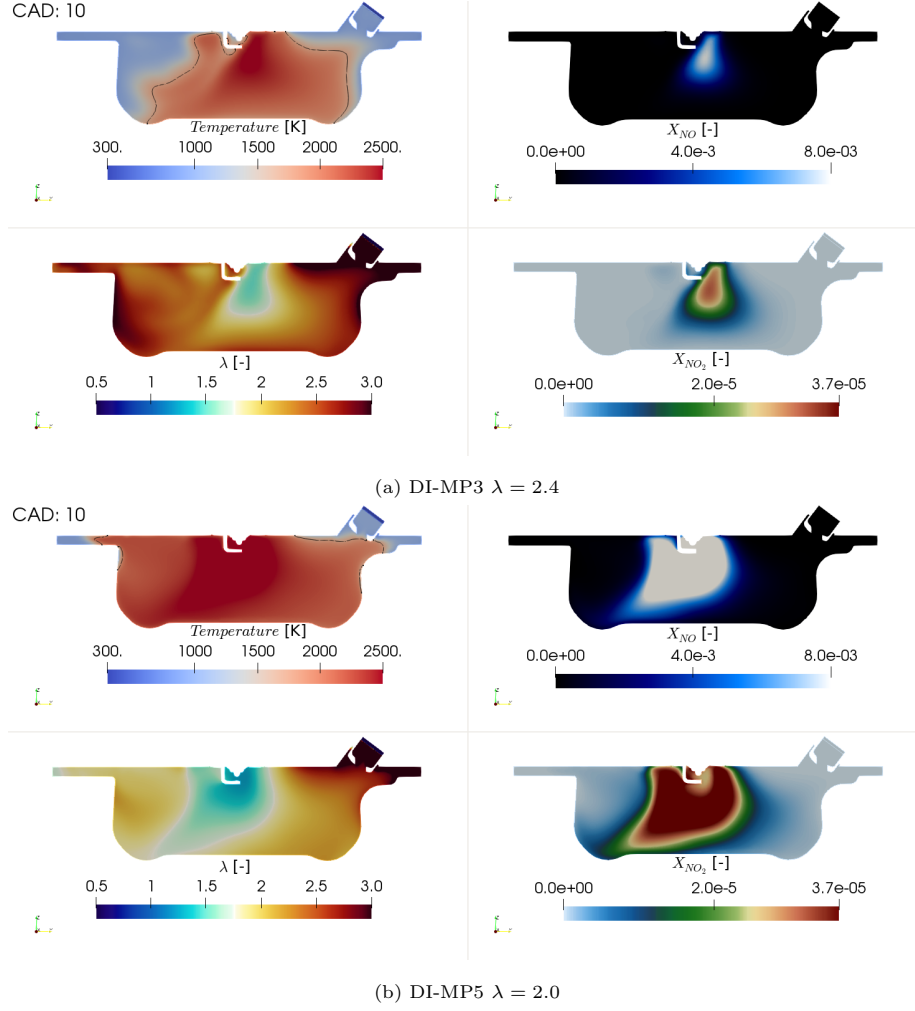 CAD: 10
Temperature [K]
300. 1000 1500 2000 2500.
X_NO [-]
0.0e+00 4.0e-3 8.0e-03
λ [-]
0.5 1 1.5 2 2.5 3.0
X_NO₂ [-]
0.0e+00 2.0e-5 3.7e-05
(a) DI-MP3 λ = 2.4
CAD: 10
Temperature [K]
300. 1000 1500 2000 2500.
X_NO [-]
0.0e+00 4.0e-3 8.0e-03
λ [-]
0.5 1 1.5 2 2.5 3.0
X_NO₂ [-]
0.0e+00 2.0e-5 3.7e-05
(b) DI-MP5 λ = 2.0